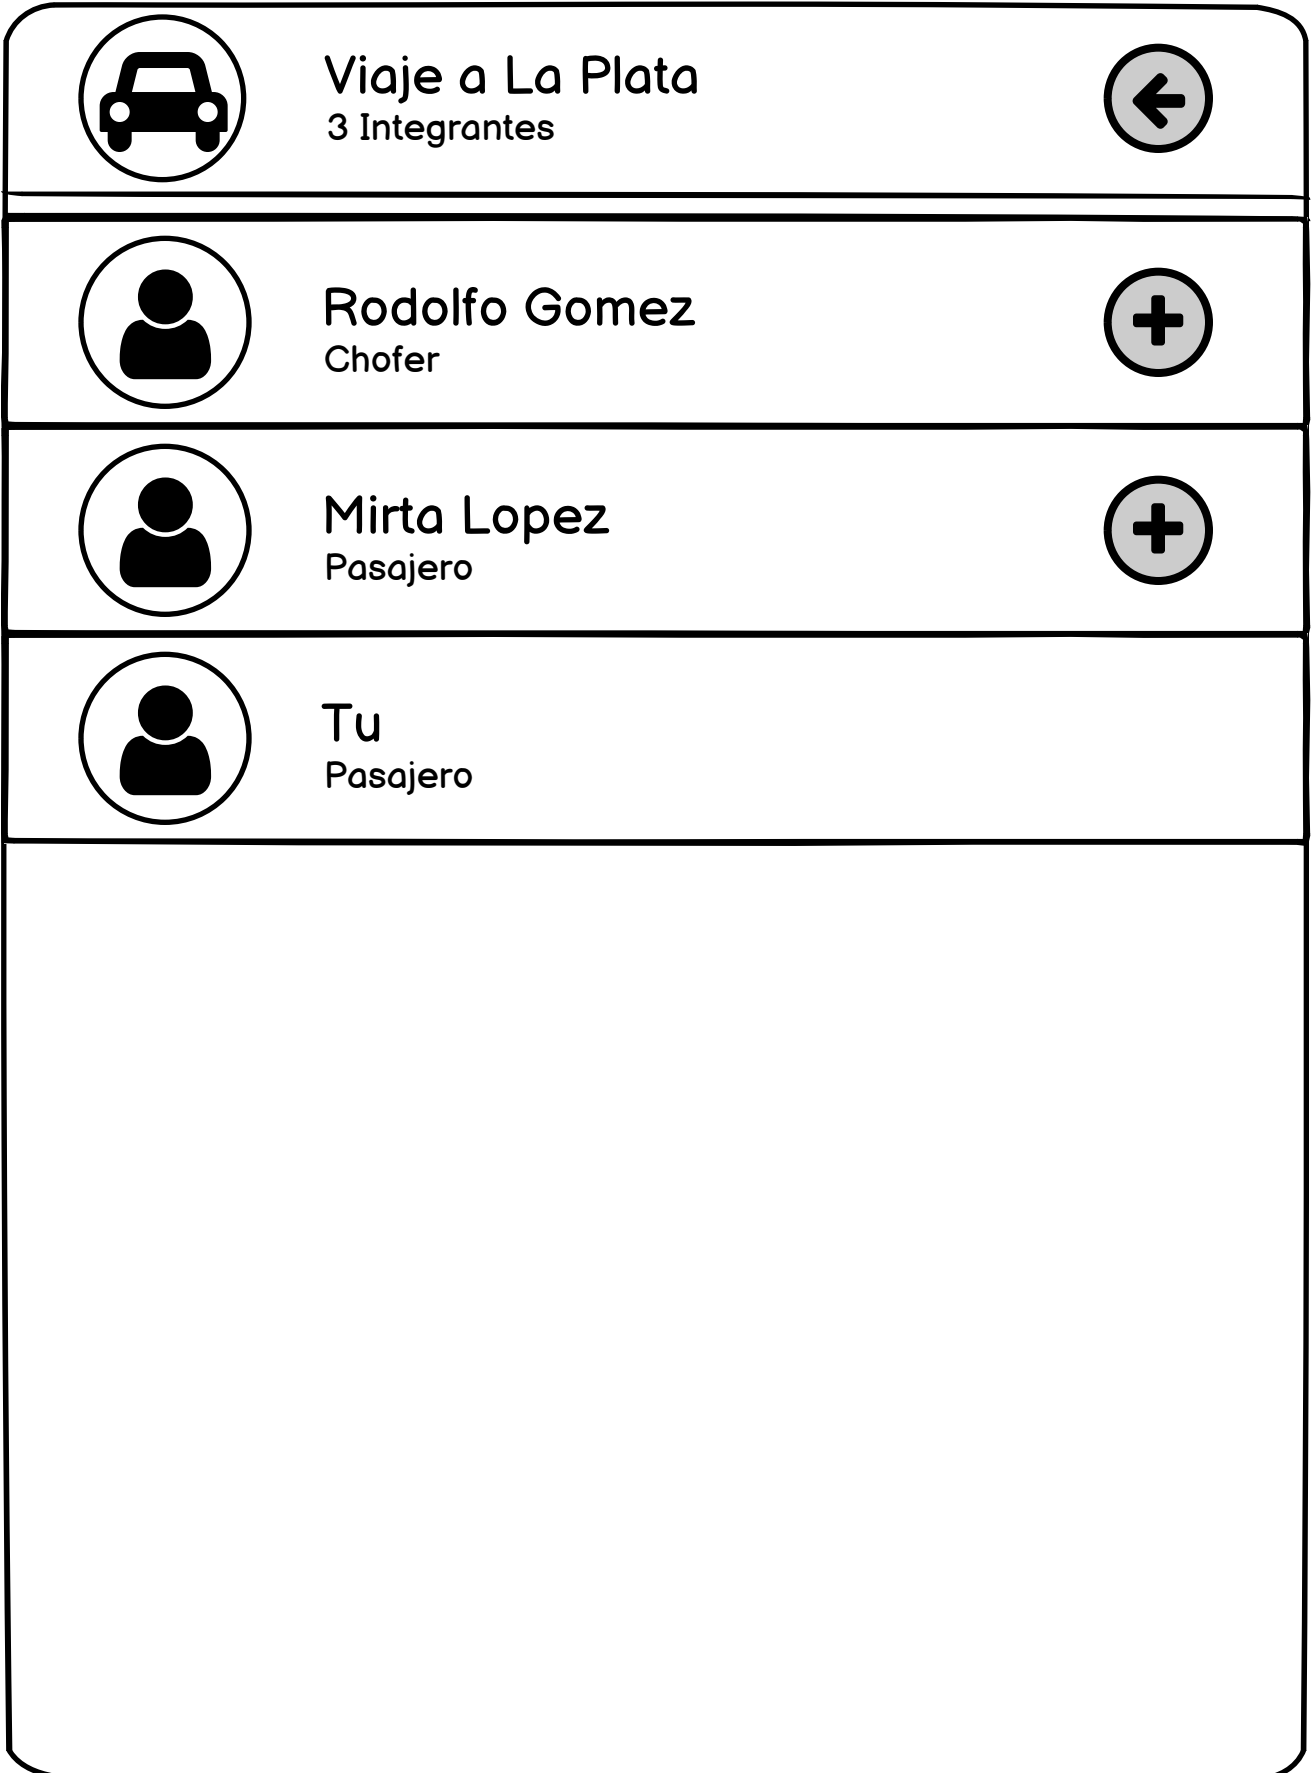 Viaje a La Plata
3 Integrantes
Rodolfo Gomez
Chofer
Mirta Lopez
Pasajero
Tu
Pasajero